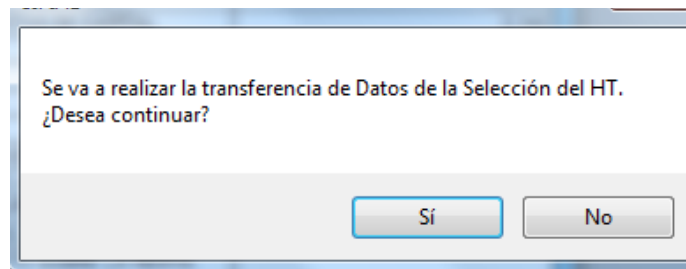 Se va a realizar la transferencia de Datos de la Selección del HT.
¿Desea continuar?
Sí
No